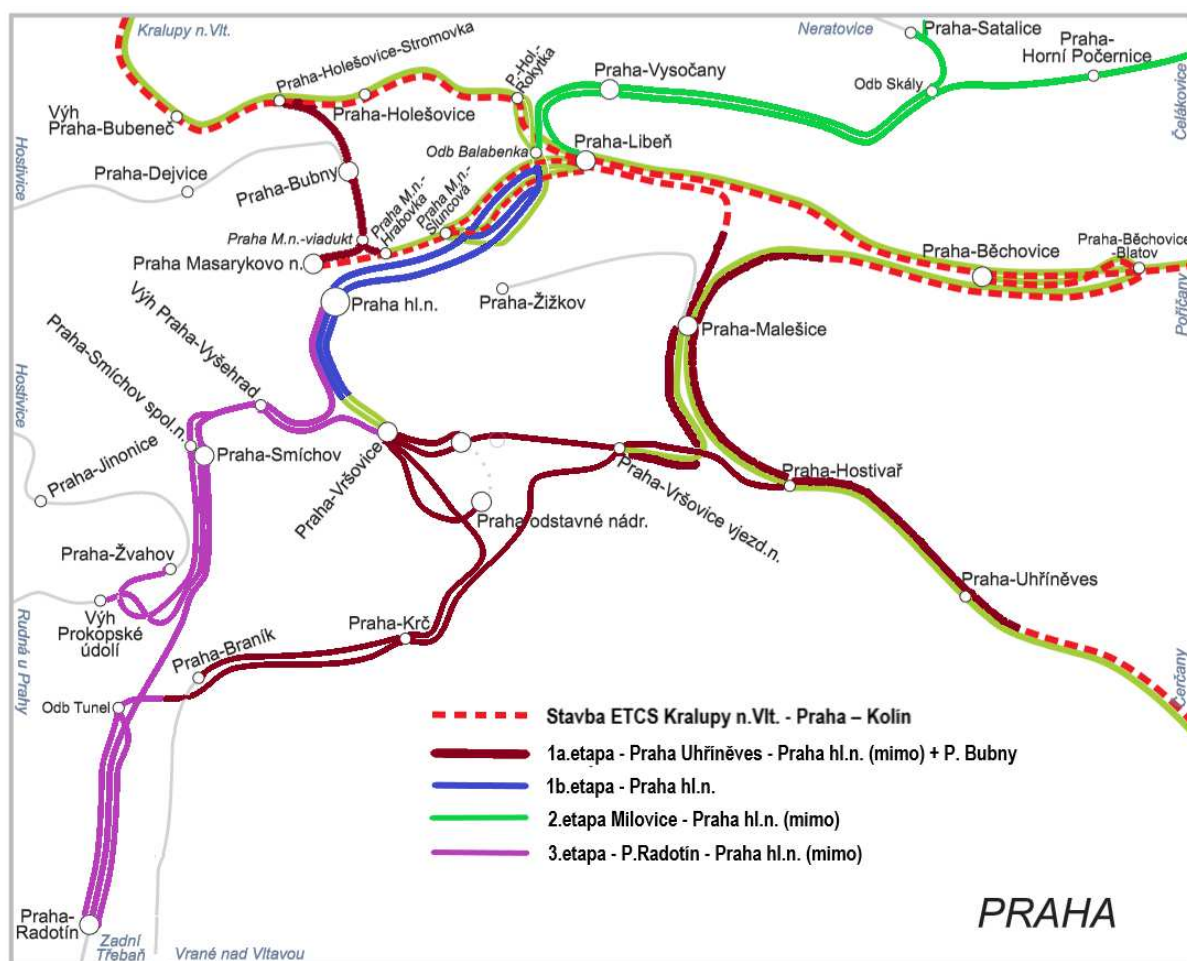 Kralupy n.Vlt.
Neratovice
Praha-Satalice
Praha-
Horní Počernice
Praha-Holešovice-Stromovka
P.-Hol.-
Rokytka
Praha-Vysočany
Odb Skály
Čelákovice
Výh
Praha-Bubeneč
Praha-Holešovice
Hostivice
Odb Balabenka
Praha-Libeň
Praha-Dejvice
Praha-Bubny
Praha M.n.-
Hrabovka
Praha M.n.-
Sluncová
Praha M.n.-viadukt
Praha Masarykovo n.
Praha-Běchovice
Praha-Běchovice
-Blatov
Poříčany
Praha hl.n.
Praha-Žižkov
Praha-Malešice
Výh Praha-Vyšehrad
Praha-Smíchov spol.n.
Hostivice
Praha-Jinonice
Praha-Smíchov
Praha-Vršovice
Praha odstavné nádr.
Praha-Vršovice vjezd.n.
Praha-Hostivař
Praha-Žvahov
Výh
Prokopské
údolí
Rudná u Prahy
Praha-Krč
Praha-Braník
Praha-Uhříněves
Čerčany
Odb Tunel
Stavba ETCS Kralupy n.Vlt. - Praha – Kolín
1a.etapa - Praha Uhříněves - Praha hl.n. (mimo) + P. Bubny
1b.etapa - Praha hl.n.
2.etapa Milovice - Praha hl.n. (mimo)
3.etapa - P.Radotín - Praha hl.n. (mimo)
Praha-
Radotín
Zadní
Třebaň
Vrané nad Vltavou
PRAHA